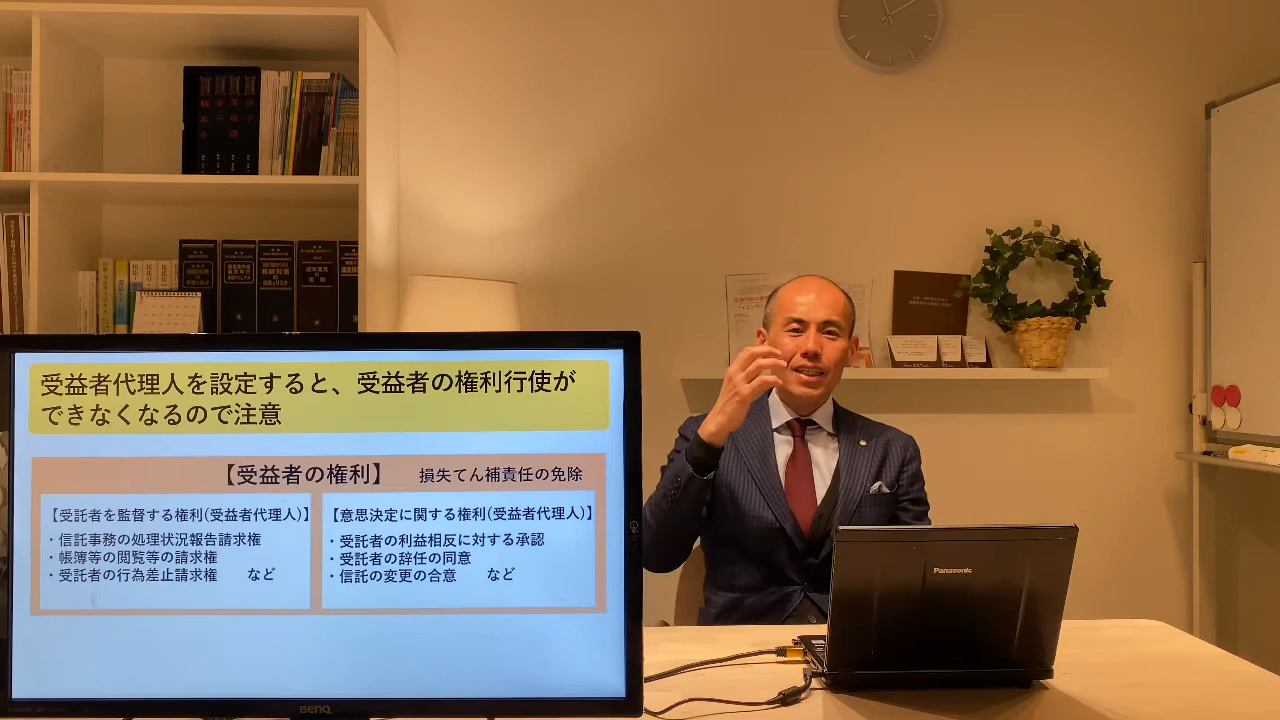 受益者代理人を設定すると、受益者の権利行使が
できなくなるので注意
【受益者の権利】 損失てん補責任の免除
【受託者を監督する権利(受益者代理人)】
・信託事務の処理状況報告請求権
・帳簿等の閲覧等の請求権
・受託者の行為差止請求権 など
【意思決定に関する権利(受益者代理人)】
・受託者の利益相反に対する承認
・受託者の辞任の同意
・信託の変更の合意 など
BenQ
Panasonic